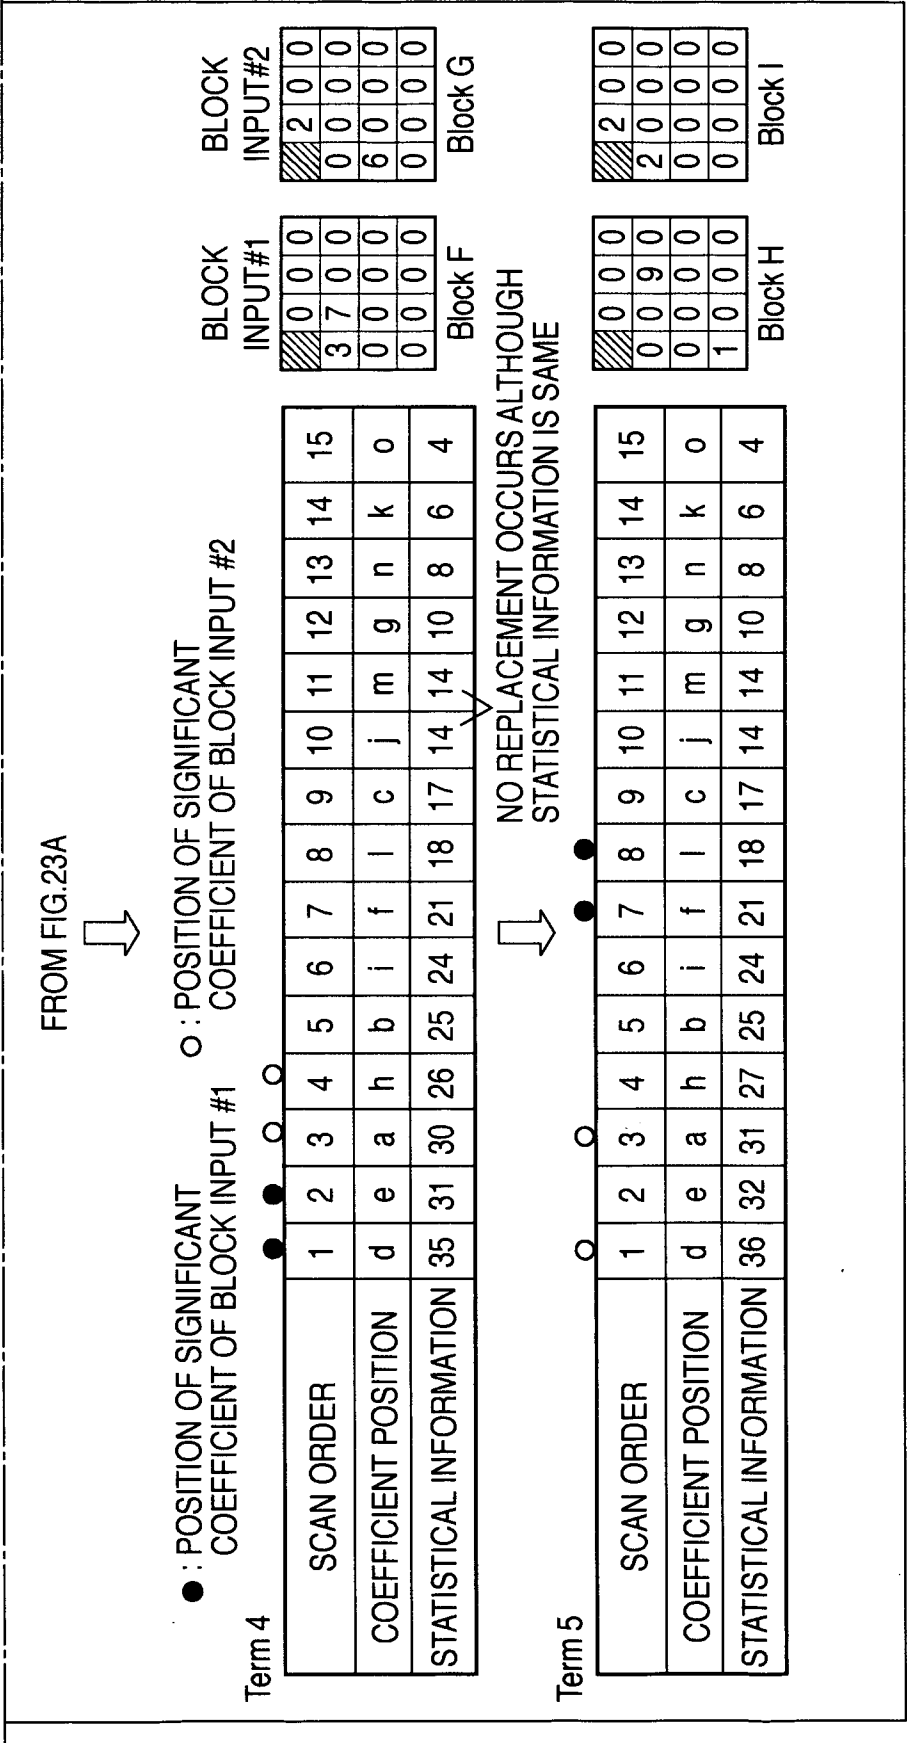 FROM FIG.23A
● : POSITION OF SIGNIFICANT
COEFFICIENT OF BLOCK INPUT #1
○ : POSITION OF SIGNIFICANT
COEFFICIENT OF BLOCK INPUT #2
BLOCK
INPUT#1
BLOCK
INPUT#2
Term 4
SCAN ORDER 1 2 3 4 5 6 7 8 9 10 11 12 13 14 15
COEFFICIENT POSITION d e a h b i f l c j m g n k o
STATISTICAL INFORMATION 35 31 30 26 25 24 21 18 17 14 14 10 8 6 4
0 0 0
3 7 0 0
0 0 0 0
0 0 0 0
Block F
2 0 0
0 0 0 0
6 0 0 0
0 0 0 0
Block G
NO REPLACEMENT OCCURS ALTHOUGH
STATISTICAL INFORMATION IS SAME
Term 5
SCAN ORDER 1 2 3 4 5 6 7 8 9 10 11 12 13 14 15
COEFFICIENT POSITION d e a h b i f l c j m g n k o
STATISTICAL INFORMATION 36 32 31 27 25 24 21 18 17 14 14 10 8 6 4
0 0 0
0 0 9 0
0 0 0 0
1 0 0 0
Block H
2 0 0
2 0 0 0
0 0 0 0
0 0 0 0
Block I